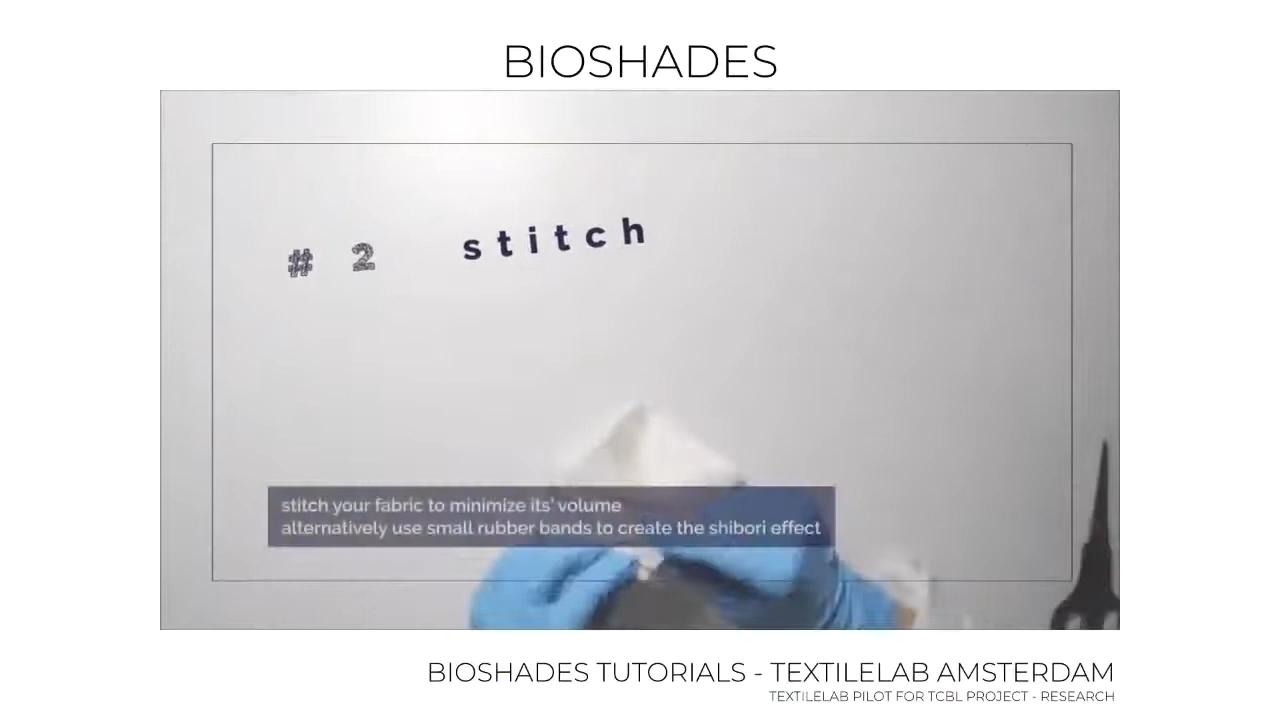 BIOSHADES
# 2 stitch
stitch your fabric to minimize its' volume
alternatively use small rubber bands to create the shibori effect
BIOSHADES TUTORIALS - TEXTILELAB AMSTERDAM
TEXTILELAB PILOT FOR TCBL PROJECT - RESEARCH